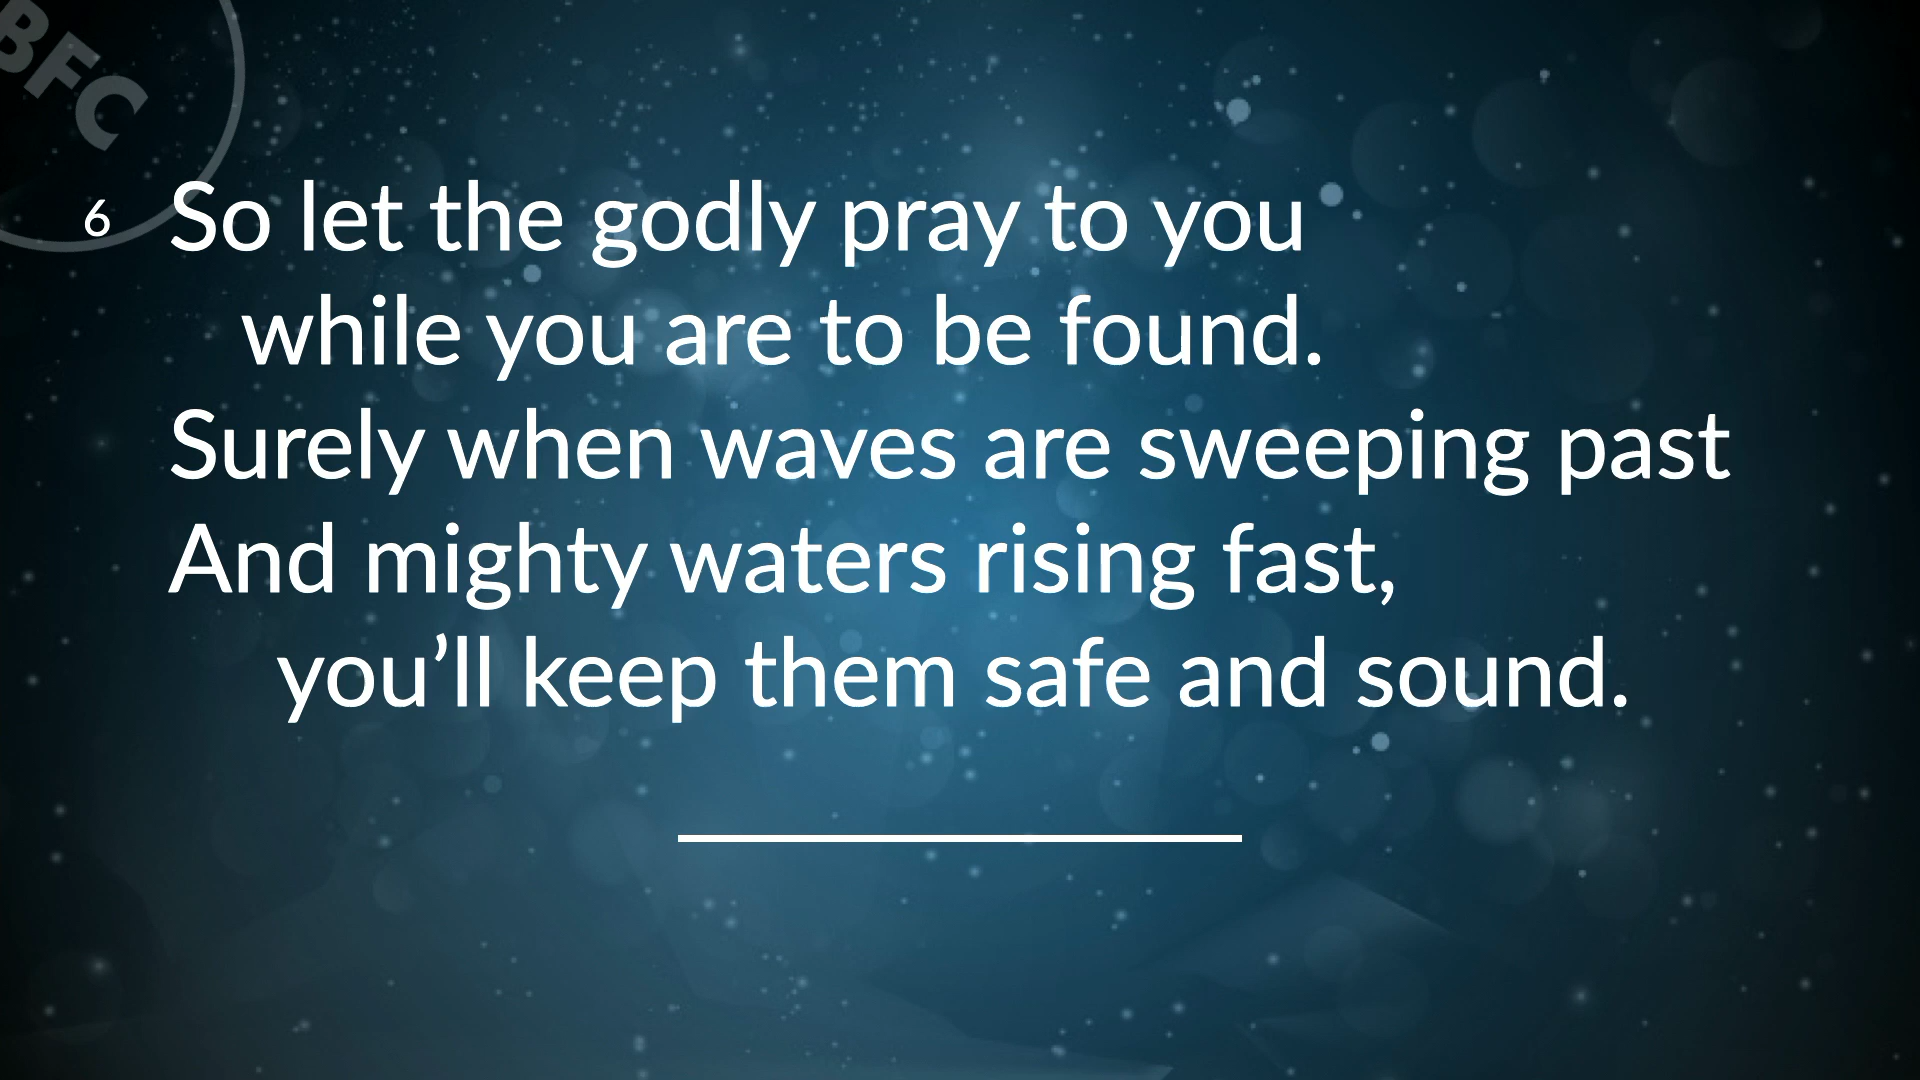 BFC
6 So let the godly pray to you
while you are to be found.
Surely when waves are sweeping past
And mighty waters rising fast,
you’ll keep them safe and sound.